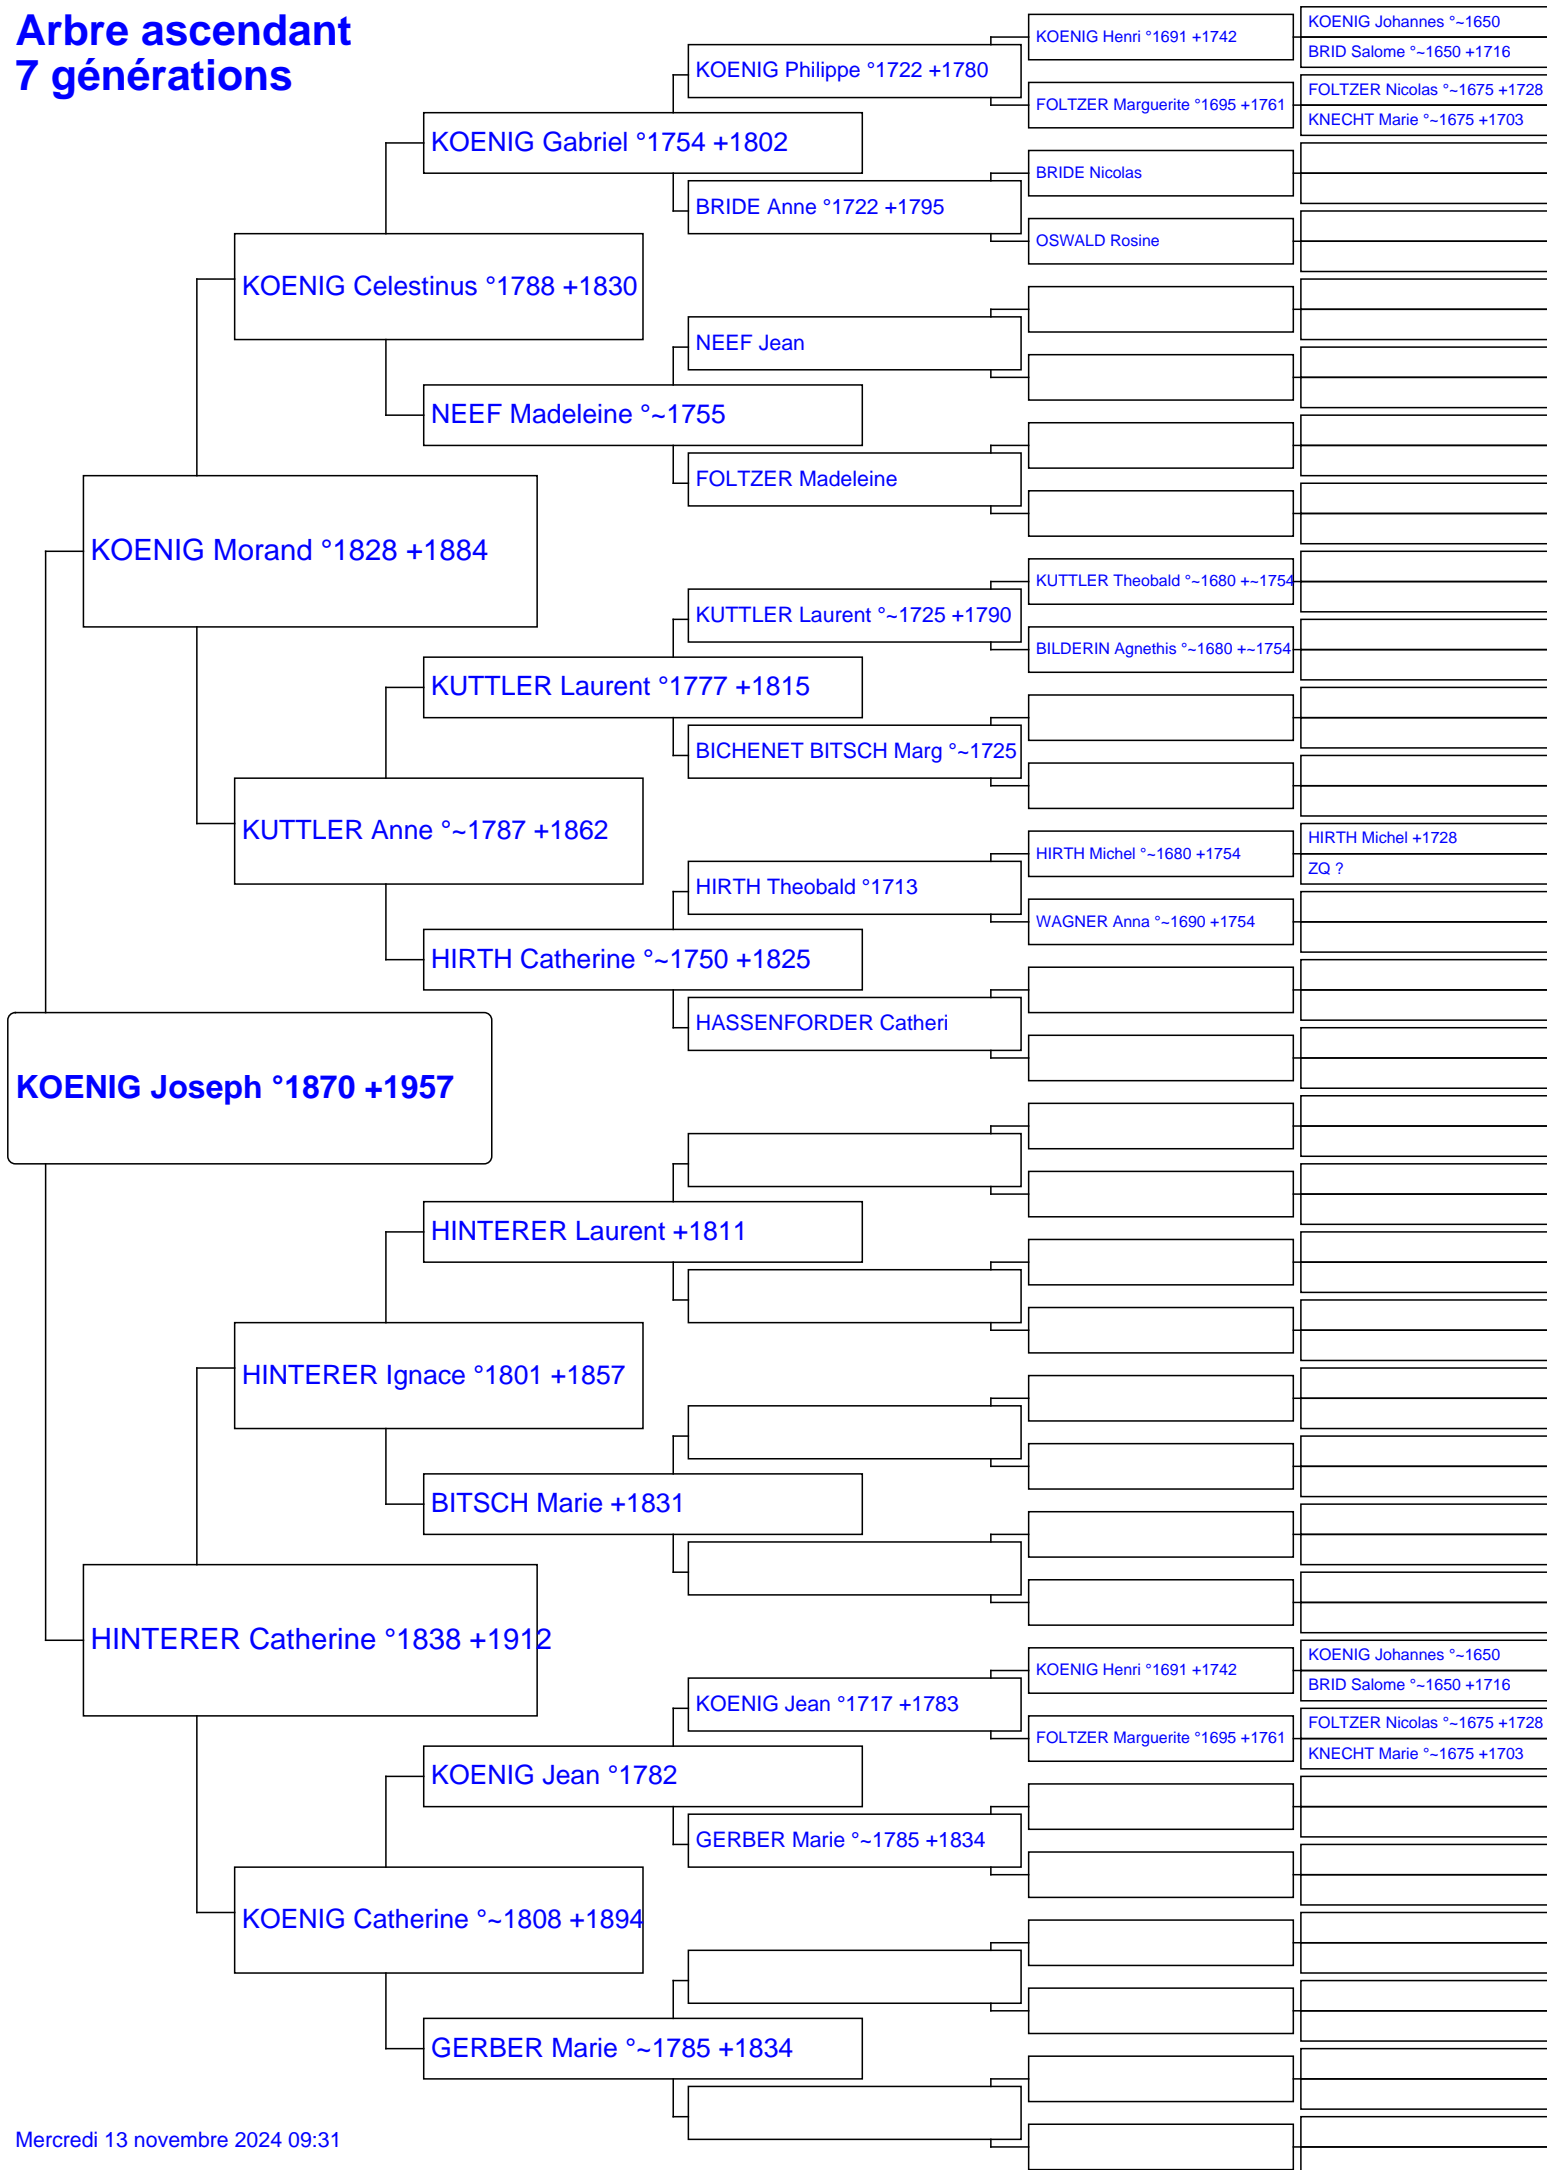 Arbre ascendant
7 générations
KOENIG Joseph °1870 +1957
KOENIG Morand °1828 +1884
HINTERER Catherine °1838 +1912
KOENIG Celestinus °1788 +1830
KUTTLER Anne °~1787 +1862
HINTERER Ignace °1801 +1857
KOENIG Catherine °~1808 +1894
KOENIG Gabriel °1754 +1802
NEEF Madeleine °~1755
KUTTLER Laurent °1777 +1815
HIRTH Catherine °~1750 +1825
HINTERER Laurent +1811
BITSCH Marie +1831
KOENIG Jean °1782
GERBER Marie °~1785 +1834
KOENIG Philippe °1722 +1780
BRIDE Anne °1722 +1795
NEEF Jean
FOLTZER Madeleine
KUTTLER Laurent °~1725 +1790
BICHENET BITSCH Marg °~1725
HIRTH Theobald °1713
HASSENFORDER Catheri
KOENIG Jean °1717 +1783
GERBER Marie °~1785 +1834
KOENIG Henri °1691 +1742
FOLTZER Marguerite °1695 +1761
BRIDE Nicolas
OSWALD Rosine
KUTTLER Theobald °~1680 +~1754
BILDERIN Agnethis °~1680 +~1754
HIRTH Michel °~1680 +1754
WAGNER Anna °~1690 +1754
KOENIG Henri °1691 +1742
FOLTZER Marguerite °1695 +1761
KOENIG Johannes °~1650
BRID Salome °~1650 +1716
FOLTZER Nicolas °~1675 +1728
KNECHT Marie °~1675 +1703
HIRTH Michel +1728
ZQ ?
KOENIG Johannes °~1650
BRID Salome °~1650 +1716
FOLTZER Nicolas °~1675 +1728
KNECHT Marie °~1675 +1703
Mercredi 13 novembre 2024 09:31